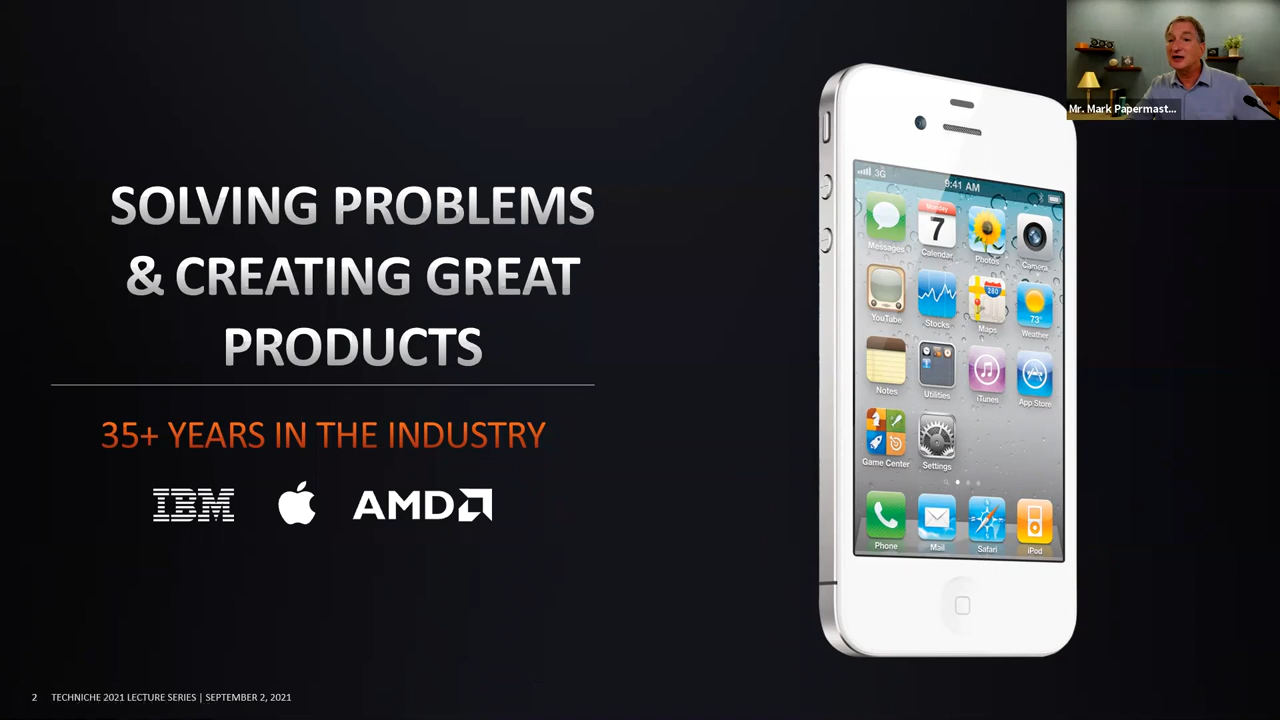 Mr. Mark Papermast...
SOLVING PROBLEMS
& CREATING GREAT
PRODUCTS
35+ YEARS IN THE INDUSTRY
IBM
AMD
3G
9:41 AM
Messages
Monday
7
Calendar
Photos
Camera
YouTube
Stocks
280
Maps
73°
Weather
Notes
Utilities
iTunes
App Store
Game Center
Settings
Phone
Mail
Safari
iPod
2 TECHNICHE 2021 LECTURE SERIES | SEPTEMBER 2, 2021